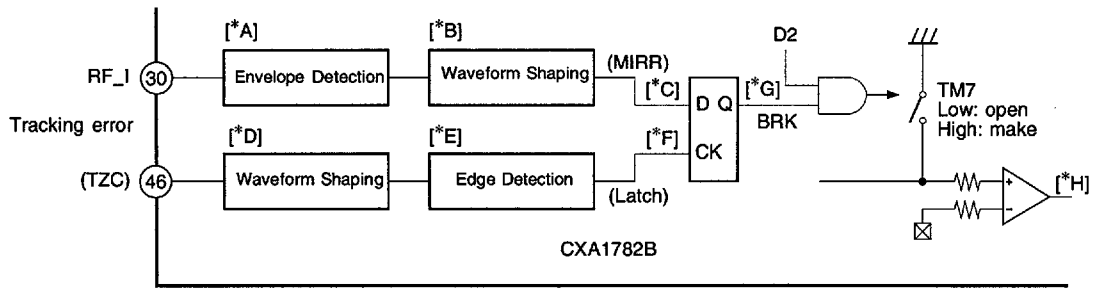 [*A]
[*B]
D2
RF_I
30
Envelope Detection
Waveform Shaping
(MIRR)
[*C]
D Q
[*G]
BRK
TM7
Low: open
High: make
Tracking error
[*D]
[*E]
[*F]
CK
(TZC)
46
Waveform Shaping
Edge Detection
(Latch)
+
−
[*H]
CXA1782B